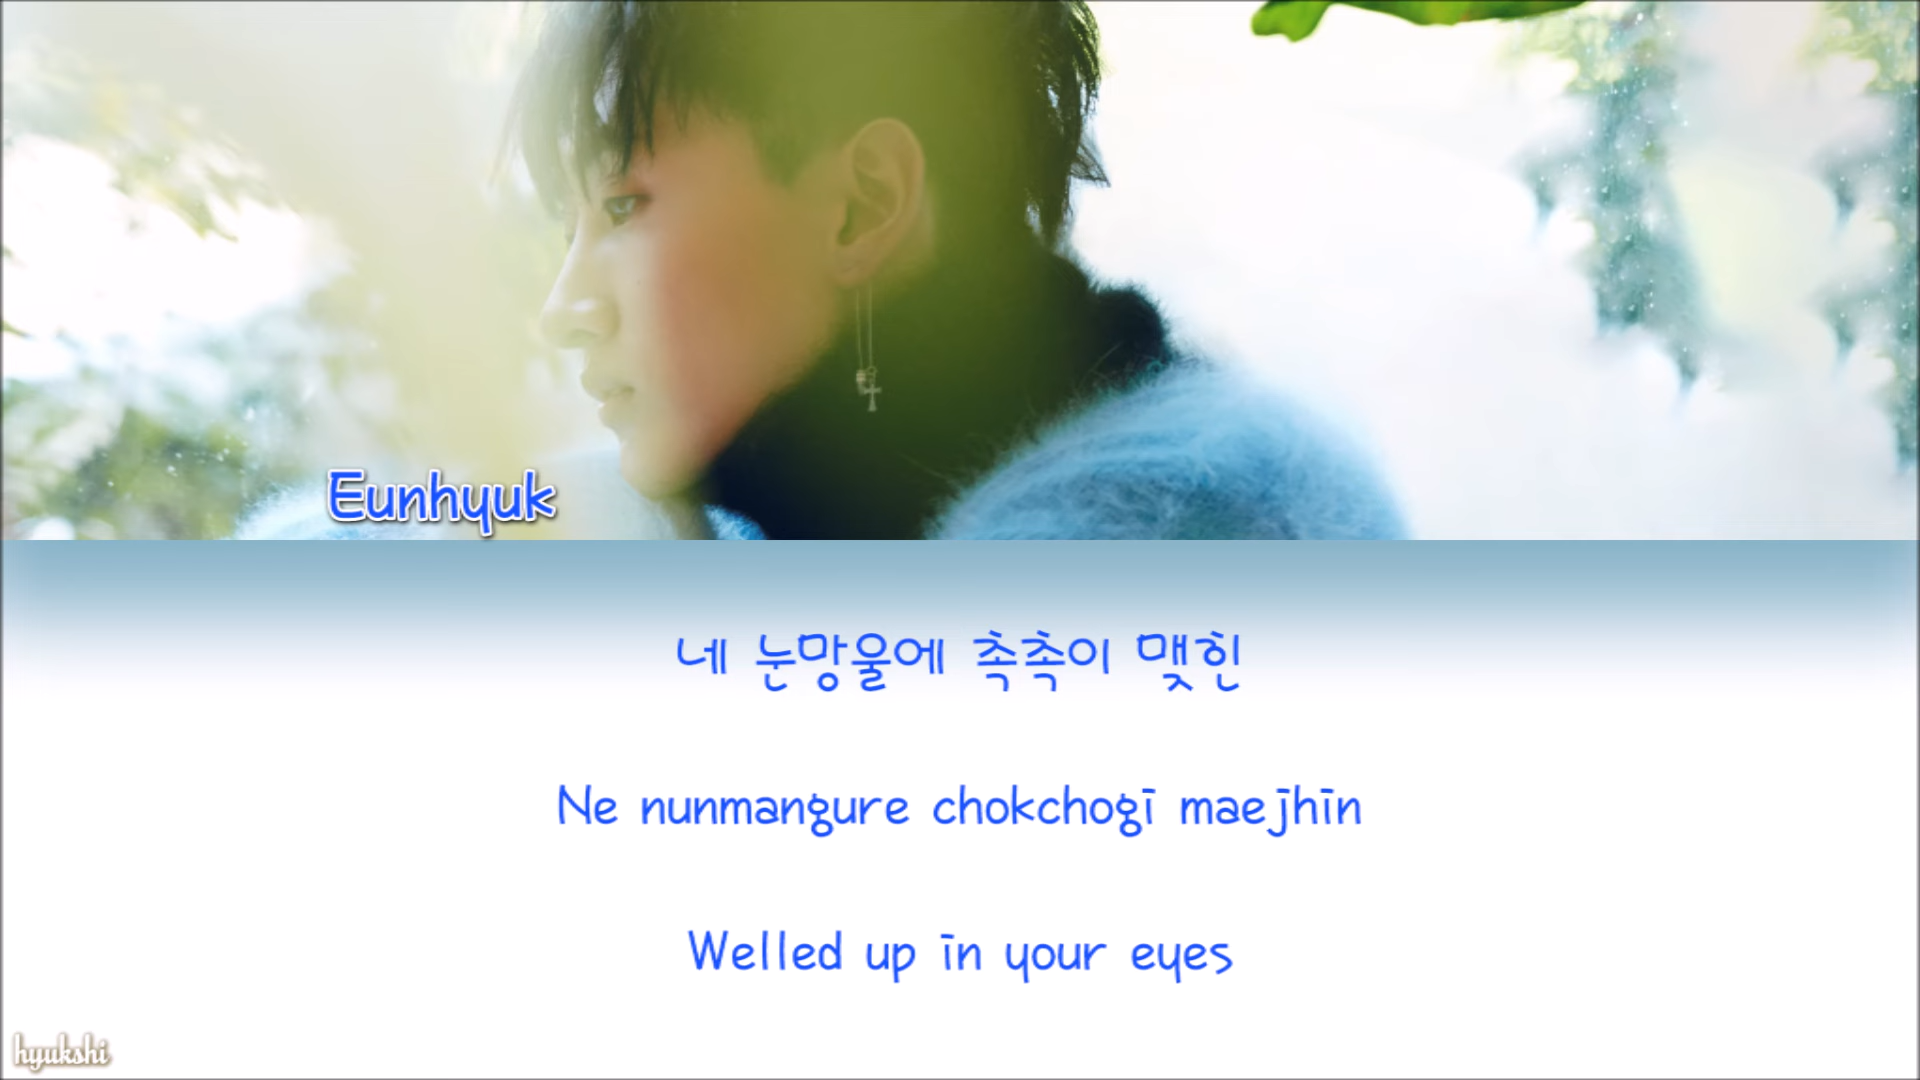 Eunhyuk
네 눈망울에 촉촉이 맺힌
Ne nunmangure chokchogi maejhin
Welled up in your eyes
hyukshi